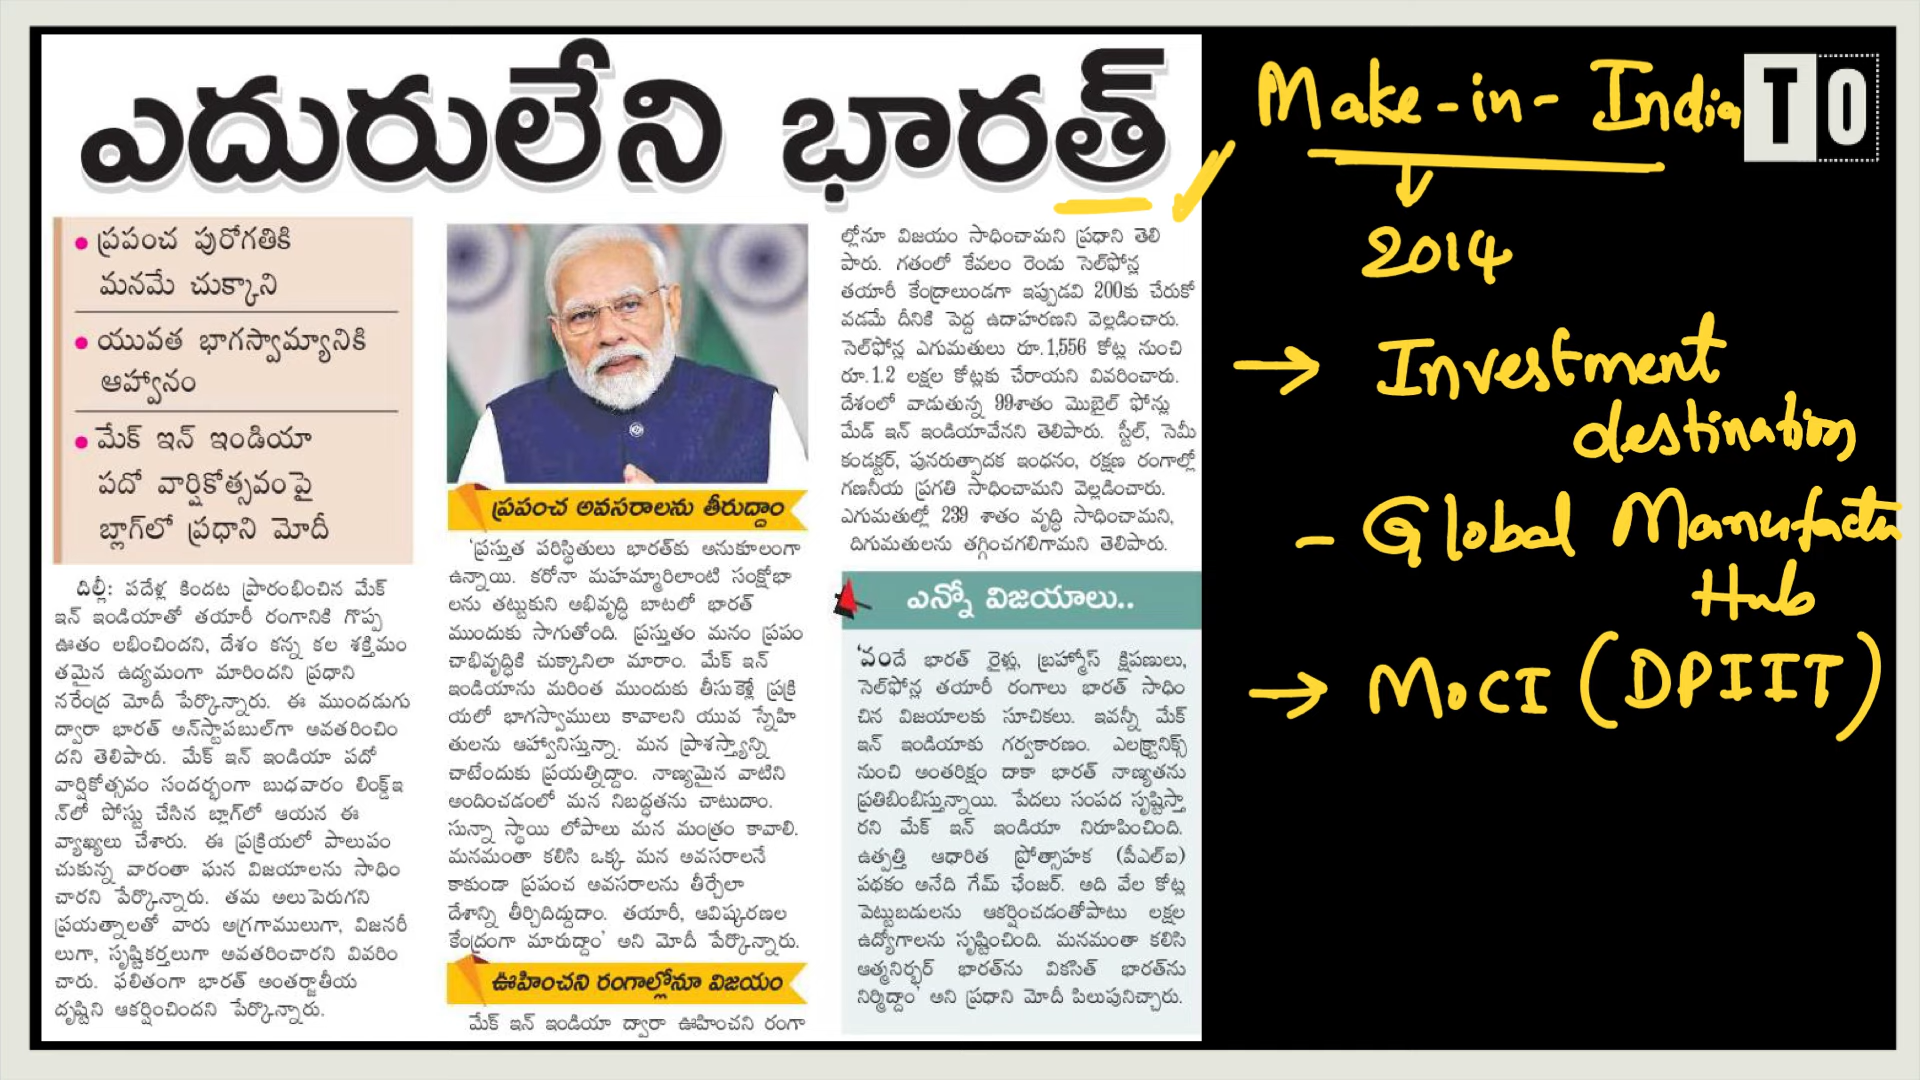 ఎదురులేని భారత్
● ప్రపంచ పురోగతికి
మనమే చుక్కాని
● యువత భాగస్వామ్యానికి
ఆహ్వానం
● మేక్ ఇన్ ఇండియా
పదో వార్షికోత్సవంపై
బ్లాగ్‌లో ప్రధాని మోదీ
దిల్లీ: పదేళ్ల కిందట ప్రారంభించిన మేక్
ఇన్ ఇండియాతో తయారీ రంగానికి గొప్ప
ఊతం లభించిందని, దేశం కన్న కల శక్తిమం
తమైన ఉద్యమంగా మారిందని ప్రధాని
నరేంద్ర మోదీ పేర్కొన్నారు. ఈ ముందడుగు
ద్వారా భారత్ అన్‌స్టాపబుల్‌గా అవతరించిం
దని తెలిపారు. మేక్ ఇన్ ఇండియా పదో
వార్షికోత్సవం సందర్భంగా బుధవారం లింక్డ్‌ఇ
న్‌లో పోస్టు చేసిన బ్లాగ్‌లో ఆయన ఈ
వ్యాఖ్యలు చేశారు. ఈ ప్రక్రియలో పాలుపం
చుకున్న వారంతా ఘన విజయాలను సాధిం
చారని పేర్కొన్నారు. తమ అలుపెరుగని
ప్రయత్నాలతో వారు అగ్రగాములుగా, విజనరీ
లుగా, సృష్టికర్తలుగా అవతరించారని వివరిం
చారు. ఫలితంగా భారత్ అంతర్జాతీయ
దృష్టిని ఆకర్షించిందని పేర్కొన్నారు.
ప్రపంచ అవసరాలను తీరుద్దాం
'ప్రస్తుత పరిస్థితులు భారత్‌కు అనుకూలంగా
ఉన్నాయి. కరోనా మహమ్మారిలాంటి సంక్షోభా
లను తట్టుకుని అభివృద్ధి బాటలో భారత్
ముందుకు సాగుతోంది. ప్రస్తుతం మనం ప్రపం
చాభివృద్ధికి చుక్కానిలా మారాం. మేక్ ఇన్
ఇండియాను మరింత ముందుకు తీసుకెళ్లే ప్రక్రి
యలో భాగస్వాములు కావాలని యువ స్నేహి
తులను ఆహ్వానిస్తున్నా. మన ప్రాశస్త్యాన్ని
చాటేందుకు ప్రయత్నిద్దాం. నాణ్యమైన వాటిని
అందించడంలో మన నిబద్ధతను చాటుదాం.
సున్నా స్థాయి లోపాలు మన మంత్రం కావాలి.
మనమంతా కలిసి ఒక్క మన అవసరాలనే
కాకుండా ప్రపంచ అవసరాలను తీర్చేలా
దేశాన్ని తీర్చిదిద్దుదాం. తయారీ, ఆవిష్కరణల
కేంద్రంగా మారుద్దాం' అని మోదీ పేర్కొన్నారు.
ఊహించని రంగాల్లోనూ విజయం
మేక్ ఇన్ ఇండియా ద్వారా ఊహించని రంగా
ల్లోనూ విజయం సాధించామని ప్రధాని తెలి
పారు. గతంలో కేవలం రెండు సెల్‌ఫోన్ల
తయారీ కేంద్రాలుండగా ఇప్పుడవి 200కు చేరుకో
వడమే దీనికి పెద్ద ఉదాహరణని వెల్లడించారు.
సెల్‌ఫోన్ల ఎగుమతులు రూ.1,556 కోట్ల నుంచి
రూ.1.2 లక్షల కోట్లకు చేరాయని వివరించారు.
దేశంలో వాడుతున్న 99శాతం మొబైల్ ఫోన్లు
మేడ్ ఇన్ ఇండియావేనని తెలిపారు. స్టీల్, సెమీ
కండక్టర్, పునరుత్పాదక ఇంధనం, రక్షణ రంగాల్లో
గణనీయ ప్రగతి సాధించామని వెల్లడించారు.
ఎగుమతుల్లో 239 శాతం వృద్ధి సాధించామని,
దిగుమతులను తగ్గించగలిగామని తెలిపారు.
ఎన్నో విజయాలు..
'వందే భారత్ రైళ్లు, బ్రహ్మోస్ క్షిపణులు,
సెల్‌ఫోన్ల తయారీ రంగాలు భారత్ సాధిం
చిన విజయాలకు సూచికలు. ఇవన్నీ మేక్
ఇన్ ఇండియాకు గర్వకారణం. ఎలక్ట్రానిక్స్
నుంచి అంతరిక్షం దాకా భారత్ నాణ్యతను
ప్రతిబింబిస్తున్నాయి. పేదలు సంపద సృష్టిస్తా
రని మేక్ ఇన్ ఇండియా నిరూపించింది.
ఉత్పత్తి ఆధారిత ప్రోత్సాహక (పీఎల్ఐ)
పథకం అనేది గేమ్ ఛేంజర్. అది వేల కోట్ల
పెట్టుబడులను ఆకర్షించడంతోపాటు లక్షల
ఉద్యోగాలను సృష్టించింది. మనమంతా కలిసి
ఆత్మనిర్భర్ భారత్‌ను వికసిత్ భారత్‌ను
నిర్మిద్దాం' అని ప్రధాని మోదీ పిలుపునిచ్చారు.
Make-in-India
TO
2014
→ Investment
destination
- Global Manufactu
Hub
→ MoCI (DPIIT)